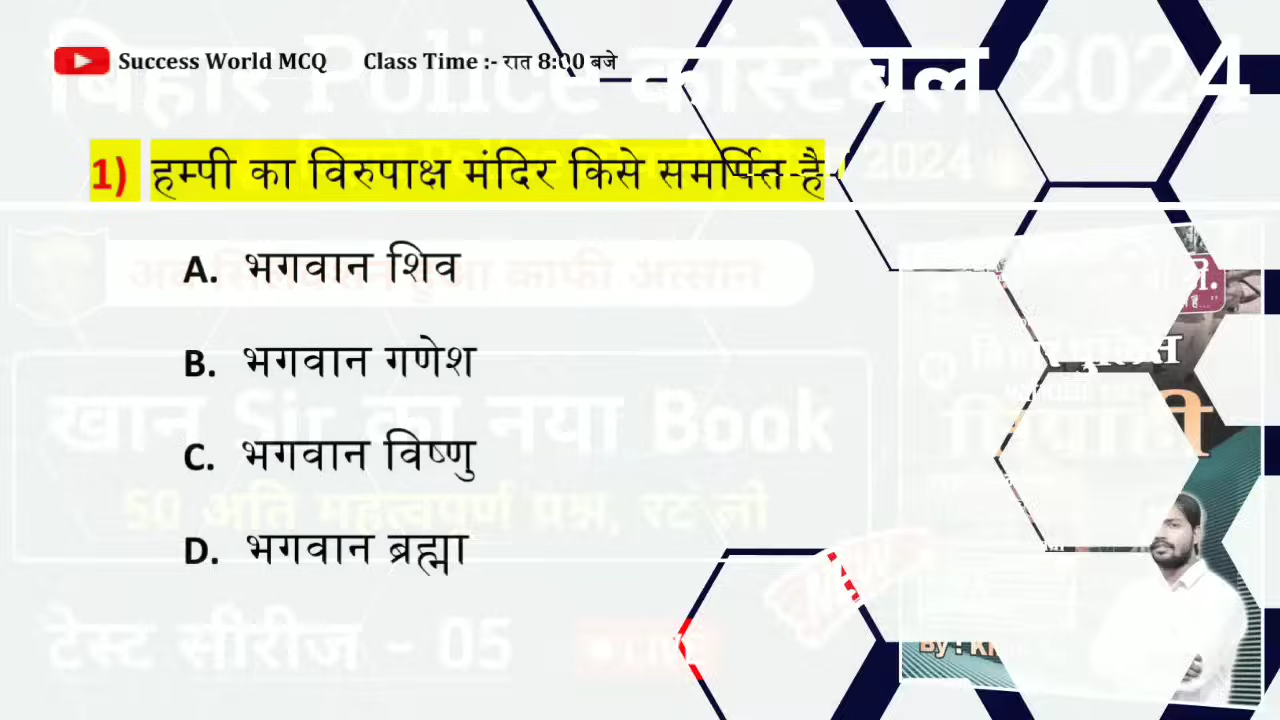 Success World MCQ Class Time :- रात 8:00 बजे
बिहार Police कांस्टेबल 2024
1) हम्पी का विरुपाक्ष मंदिर किसे समर्पित है
2024
A. भगवान शिव
B. भगवान गणेश
C. भगवान विष्णु
D. भगवान ब्रह्मा
खान Sir का नया Book
50 अति महत्वपूर्ण प्रश्न, रट लो
टेस्ट सीरीज - 05